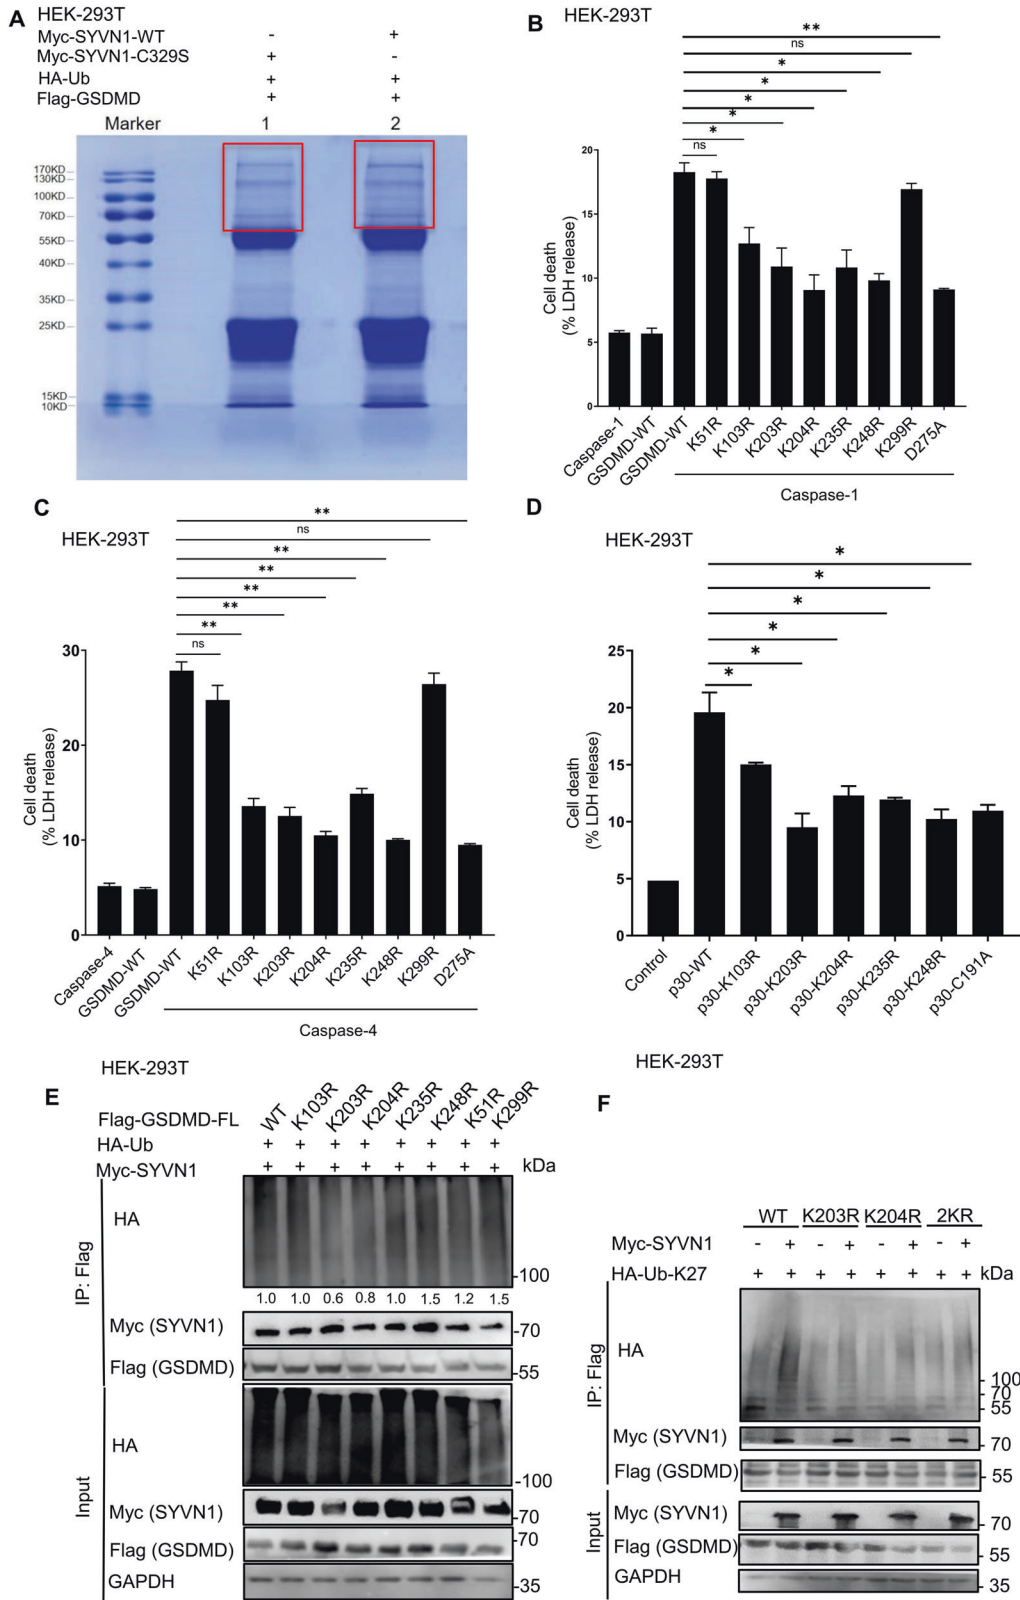 A
HEK-293T
Myc-SYVN1-WT - +
Myc-SYVN1-C329S + -
HA-Ub + +
Flag-GSDMD + +
Marker 1 2
170KD
130KD
100KD
70KD
55KD
40KD
35KD
25KD
15KD
10KD
B
HEK-293T
**
ns
*
*
*
*
*
ns
20
15
10
5
0
Cell death
(% LDH release)
Caspase-1
GSDMD-WT
GSDMD-WT
K51R
K103R
K203R
K204R
K235R
K248R
K299R
D275A
Caspase-1
C
HEK-293T
**
ns
**
**
**
**
**
ns
30
20
10
0
Cell death
(% LDH release)
Caspase-4
GSDMD-WT
GSDMD-WT
K51R
K103R
K203R
K204R
K235R
K248R
K299R
D275A
Caspase-4
D
HEK-293T
*
*
*
*
*
*
25
20
15
10
5
0
Cell death
(% LDH release)
Control
p30-WT
p30-K103R
p30-K203R
p30-K204R
p30-K235R
p30-K248R
p30-C191A
HEK-293T
E
Flag-GSDMD-FL WT K103R K203R K204R K235R K248R K51R K299R
HA-Ub + + + + + + + +
Myc-SYVN1 + + + + + + + + kDa
IP: Flag
HA
-100
1.0 1.0 0.6 0.8 1.0 1.5 1.2 1.5
Myc (SYVN1) -70
Flag (GSDMD) -55
Input
HA
-100
Myc (SYVN1) -70
Flag (GSDMD) -70
GAPDH -35
HEK-293T
F
WT K203R K204R 2KR
Myc-SYVN1 - + - + - + - +
HA-Ub-K27 + + + + + + + + kDa
IP: Flag
HA
100
70
55
Myc (SYVN1) 70
Flag (GSDMD) 55
Input
Myc (SYVN1) 70
Flag (GSDMD) 55
GAPDH 35